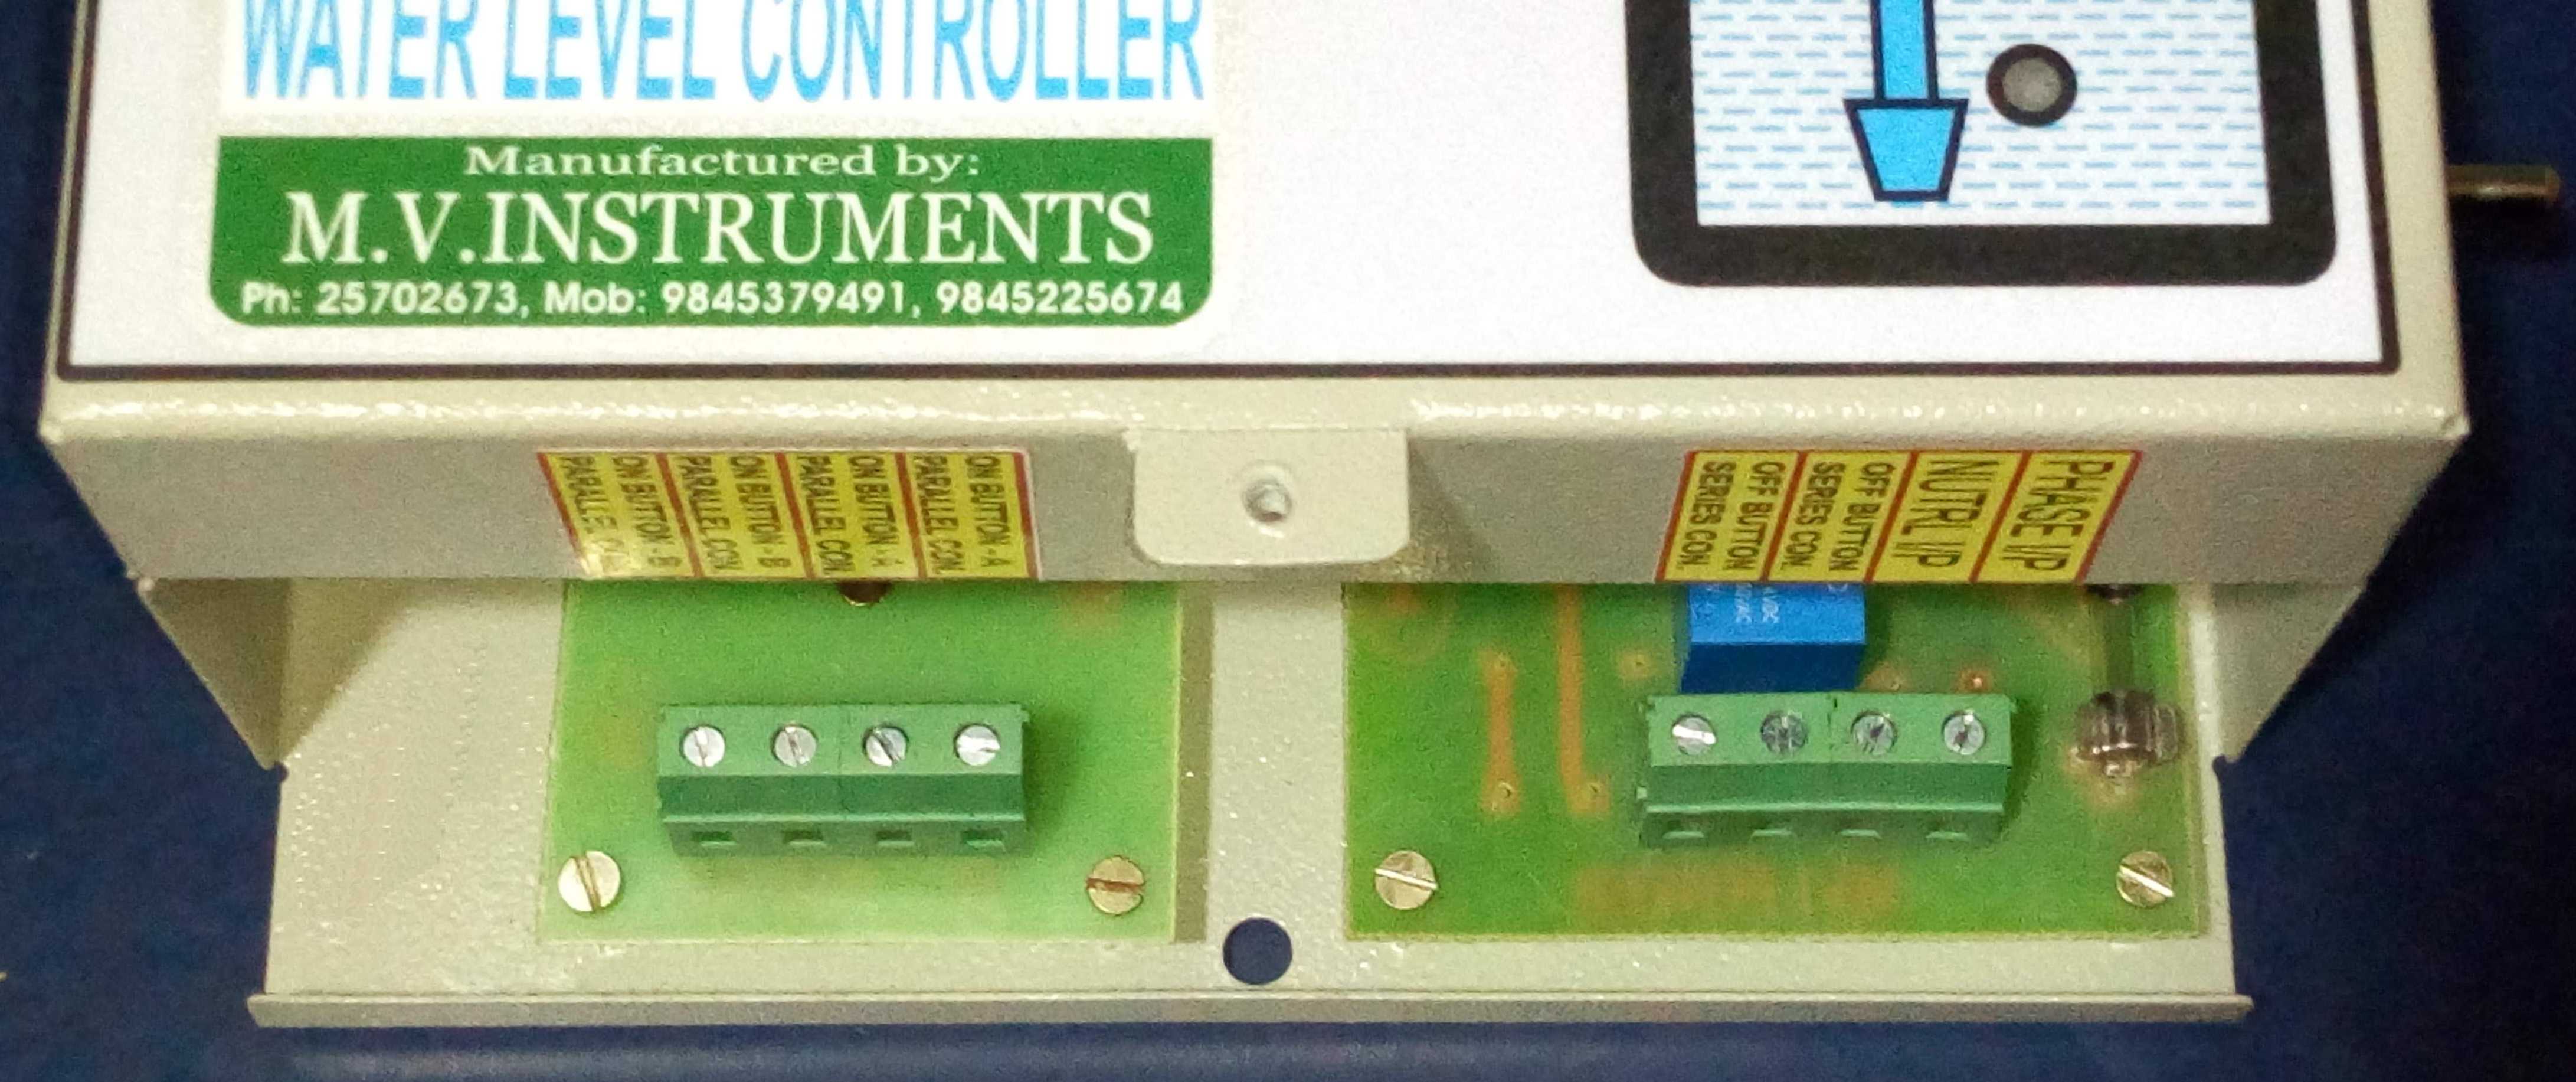 WATER LEVEL CONTROLLER
Manufactured by:
M.V.INSTRUMENTS
Ph: 25702673, Mob: 9845379491, 9845225674
ON BUTTON -A
PARALLEL CON.
ON BUTTON -A
PARALLEL CON.
ON BUTTON -B
PARALLEL CON
ON BUTTON -B
PARALLEL
PHASE I/P
NUTRL I/P
OFF BUTTON
SERIES CON.
OFF BUTTON
SERIES CON.